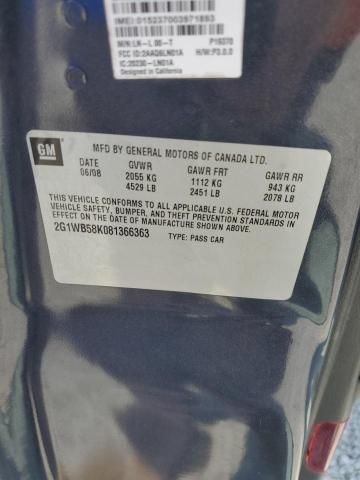 IMEI: 015237003971893
M/N: LN-L 00-T P19370
FCC ID:2AAQ6LN01A H/W:P3.0.0
IC:20230-LN01A
Designed in California
GM
MFD BY GENERAL MOTORS OF CANADA LTD.
DATE GVWR GAWR FRT GAWR RR
06/08 2055 KG 1112 KG 943 KG
4529 LB 2451 LB 2078 LB
THIS VEHICLE CONFORMS TO ALL APPLICABLE U.S. FEDERAL MOTOR
VEHICLE SAFETY, BUMPER, AND THEFT PREVENTION STANDARDS IN
EFFECT ON THE DATE OF MANUFACTURE SHOWN ABOVE.
2G1WB58K081366363 TYPE: PASS CAR